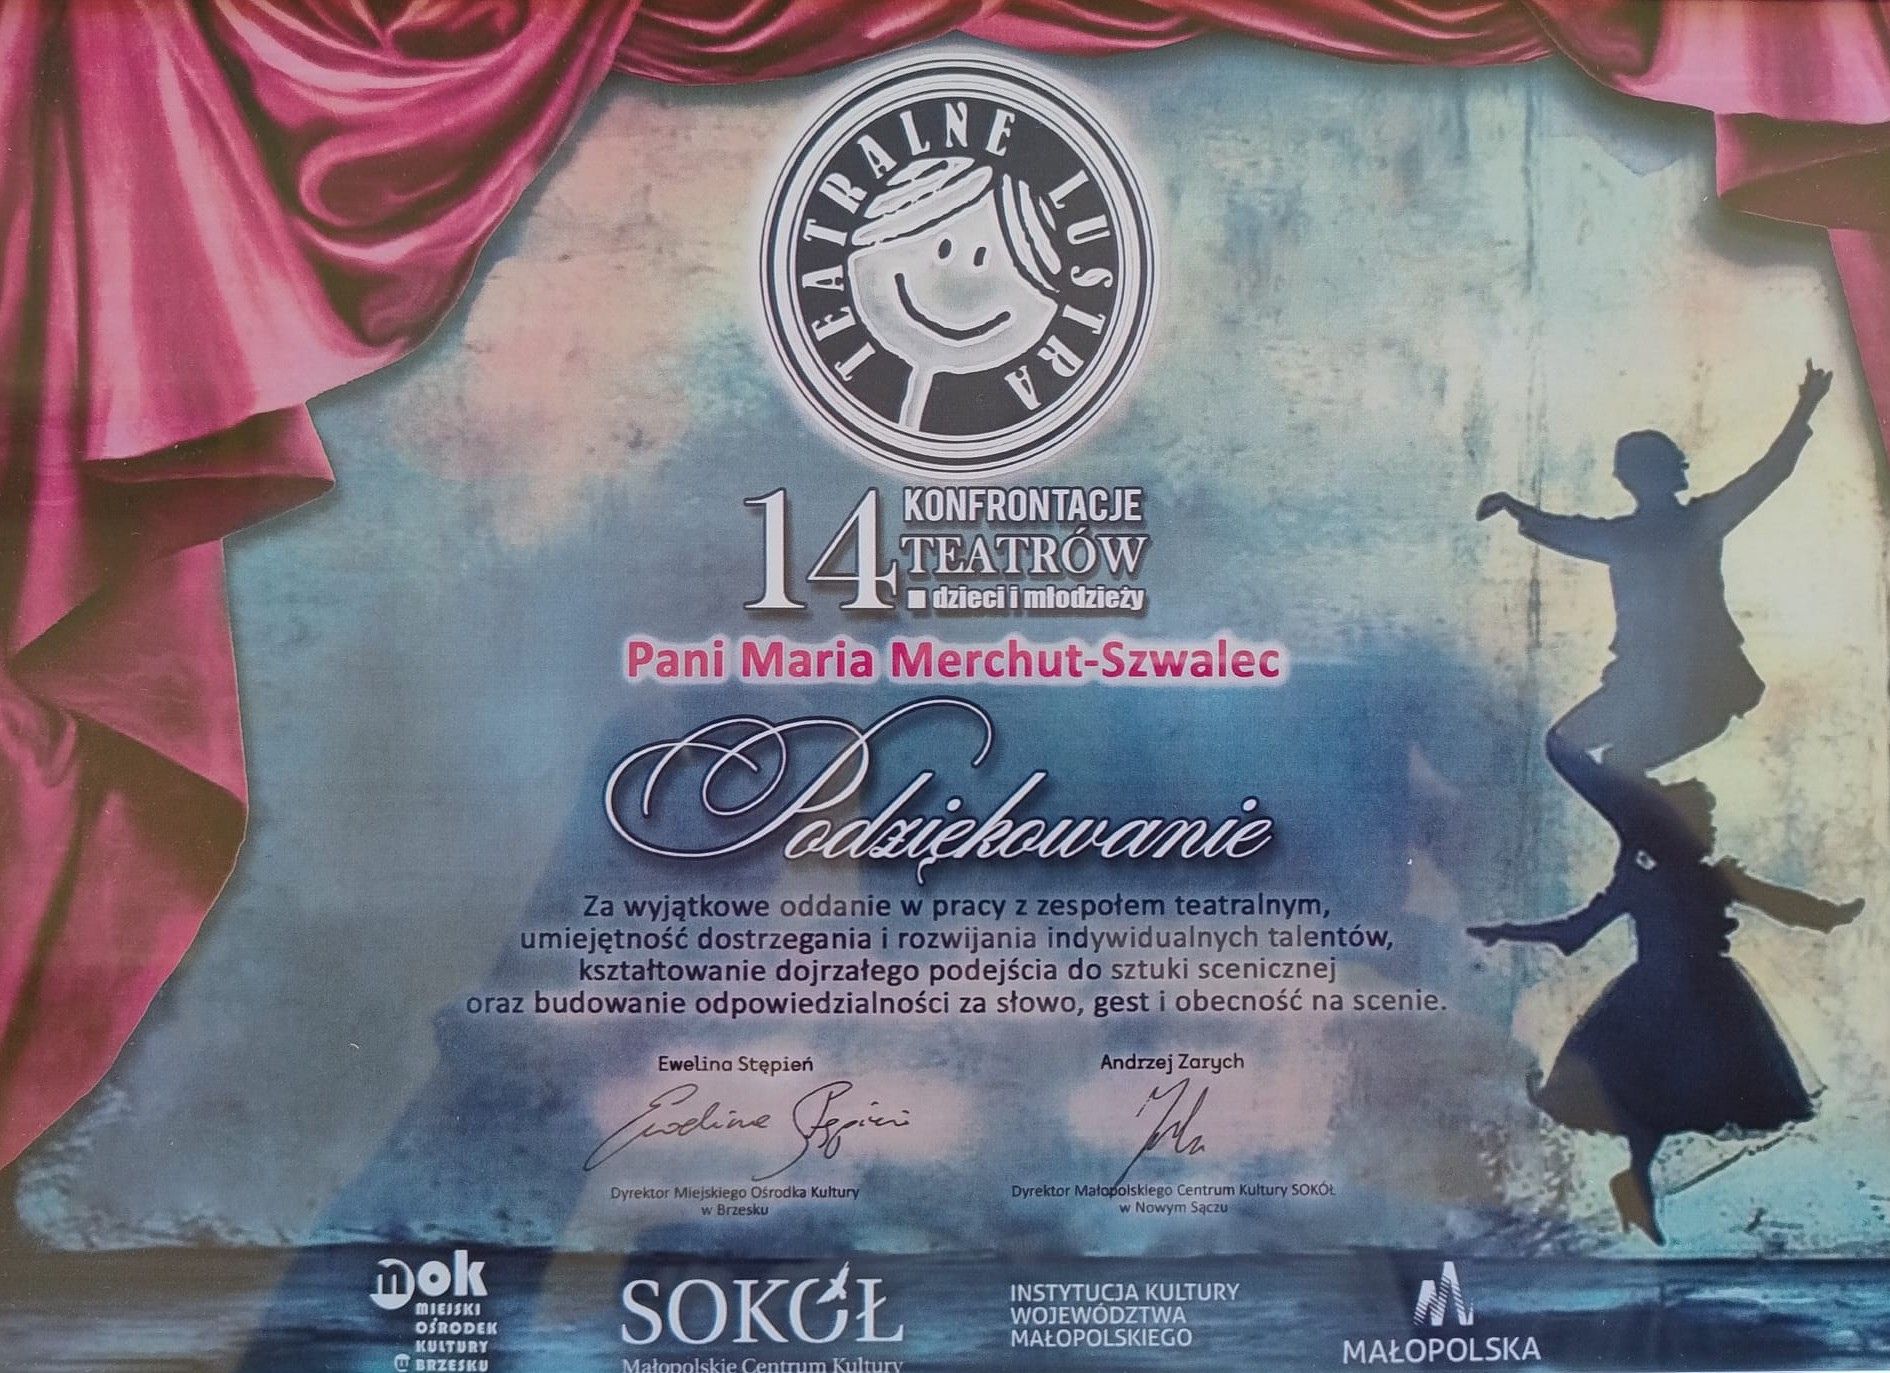 TEATRALNE LUSTRA
14 KONFRONTACJE
TEATRÓW
dzieci i młodzieży
Pani Maria Merchut-Szwalec
Podziękowanie
Za wyjątkowe oddanie w pracy z zespołem teatralnym,
umiejętność dostrzegania i rozwijania indywidualnych talentów,
kształtowanie dojrzałego podejścia do sztuki scenicznej
oraz budowanie odpowiedzialności za słowo, gest i obecność na scenie.
Ewelina Stępień
Ewelina Stępień
Dyrektor Miejskiego Ośrodka Kultury
w Brzesku
Andrzej Zarych
Dyrektor Małopolskiego Centrum Kultury SOKÓŁ
w Nowym Sączu
mok
MIEJSKI
OŚRODEK
KULTURY
W BRZESKU
SOKÓŁ
Małopolskie Centrum Kultury
INSTYTUCJA KULTURY
WOJEWÓDZTWA
MAŁOPOLSKIEGO
MAŁOPOLSKA